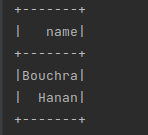 +-------+
|   name|
+-------+
|Bouchra|
|  Hanan|
+-------+